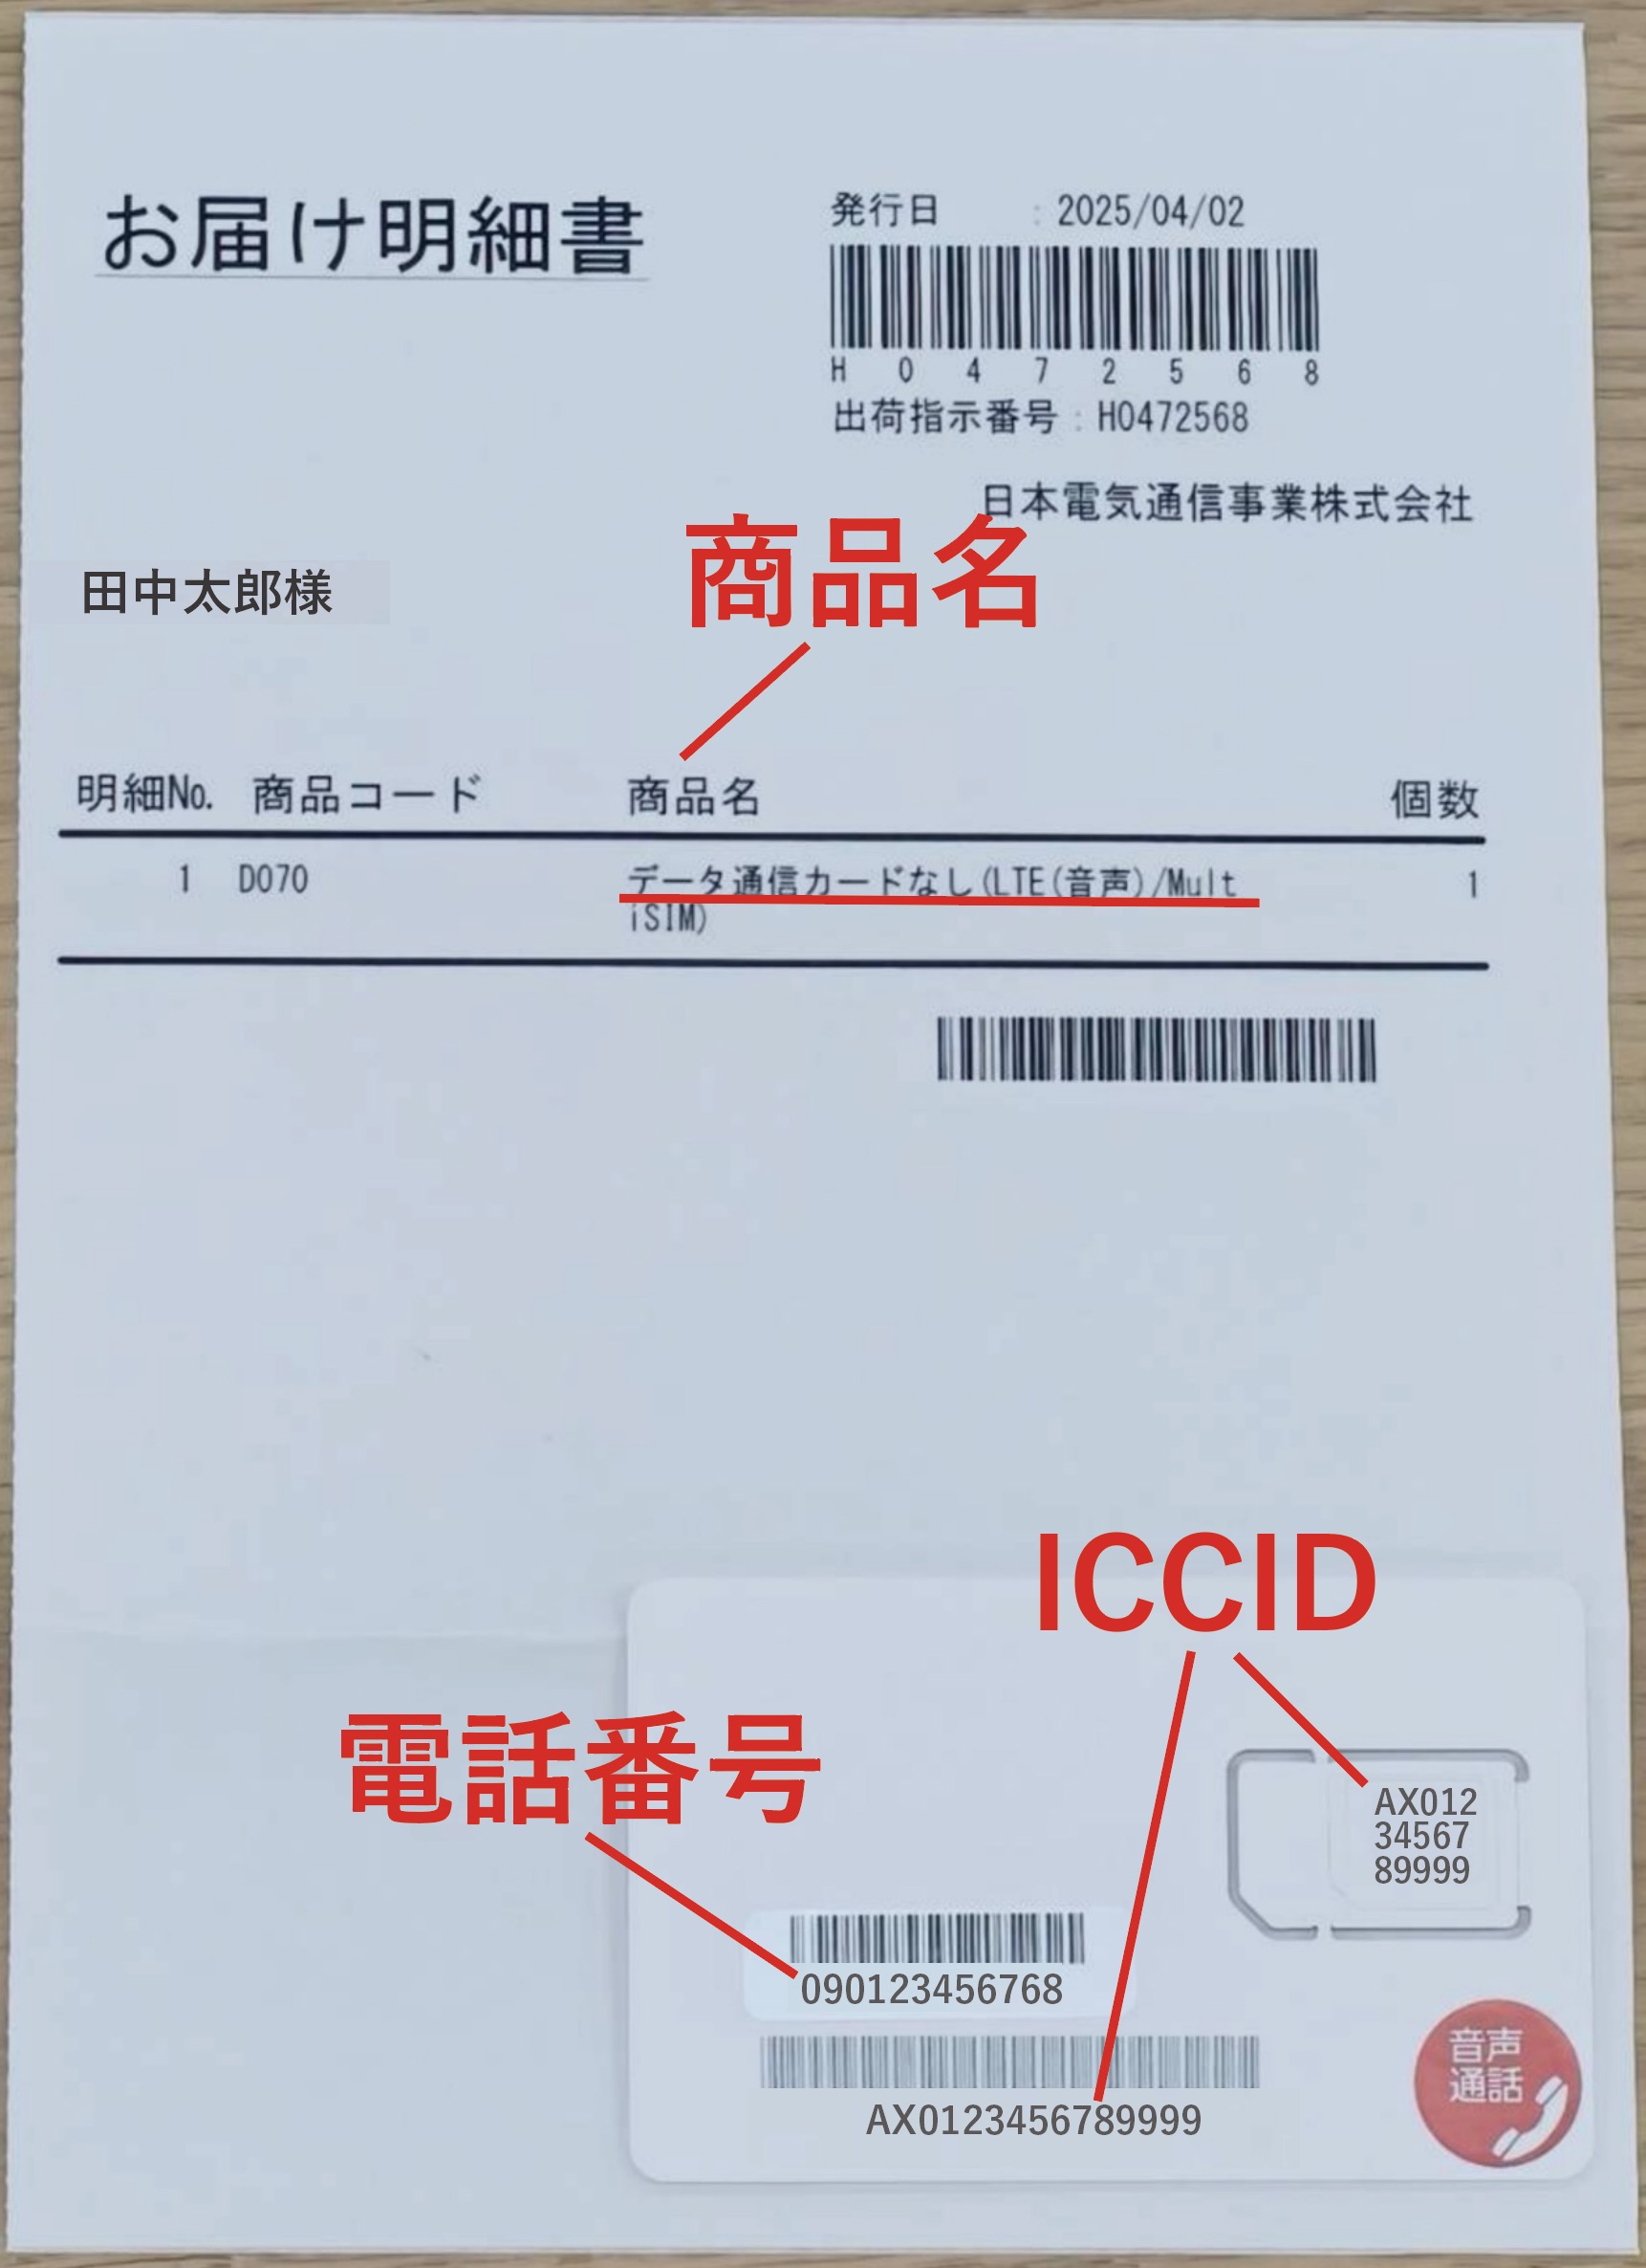 お届け明細書
発行日 : 2025/04/02
H 0 4 7 2 5 6 8
出荷指示番号 : H0472568
日本電気通信事業株式会社
商品名
田中太郎様
明細No. 商品コード 商品名 個数
1 D070 データ通信カードなし(LTE(音声)/Mult 1
iSIM)
ICCID
電話番号
AX012
34567
89999
090123456768
AX0123456789999
音声
通話